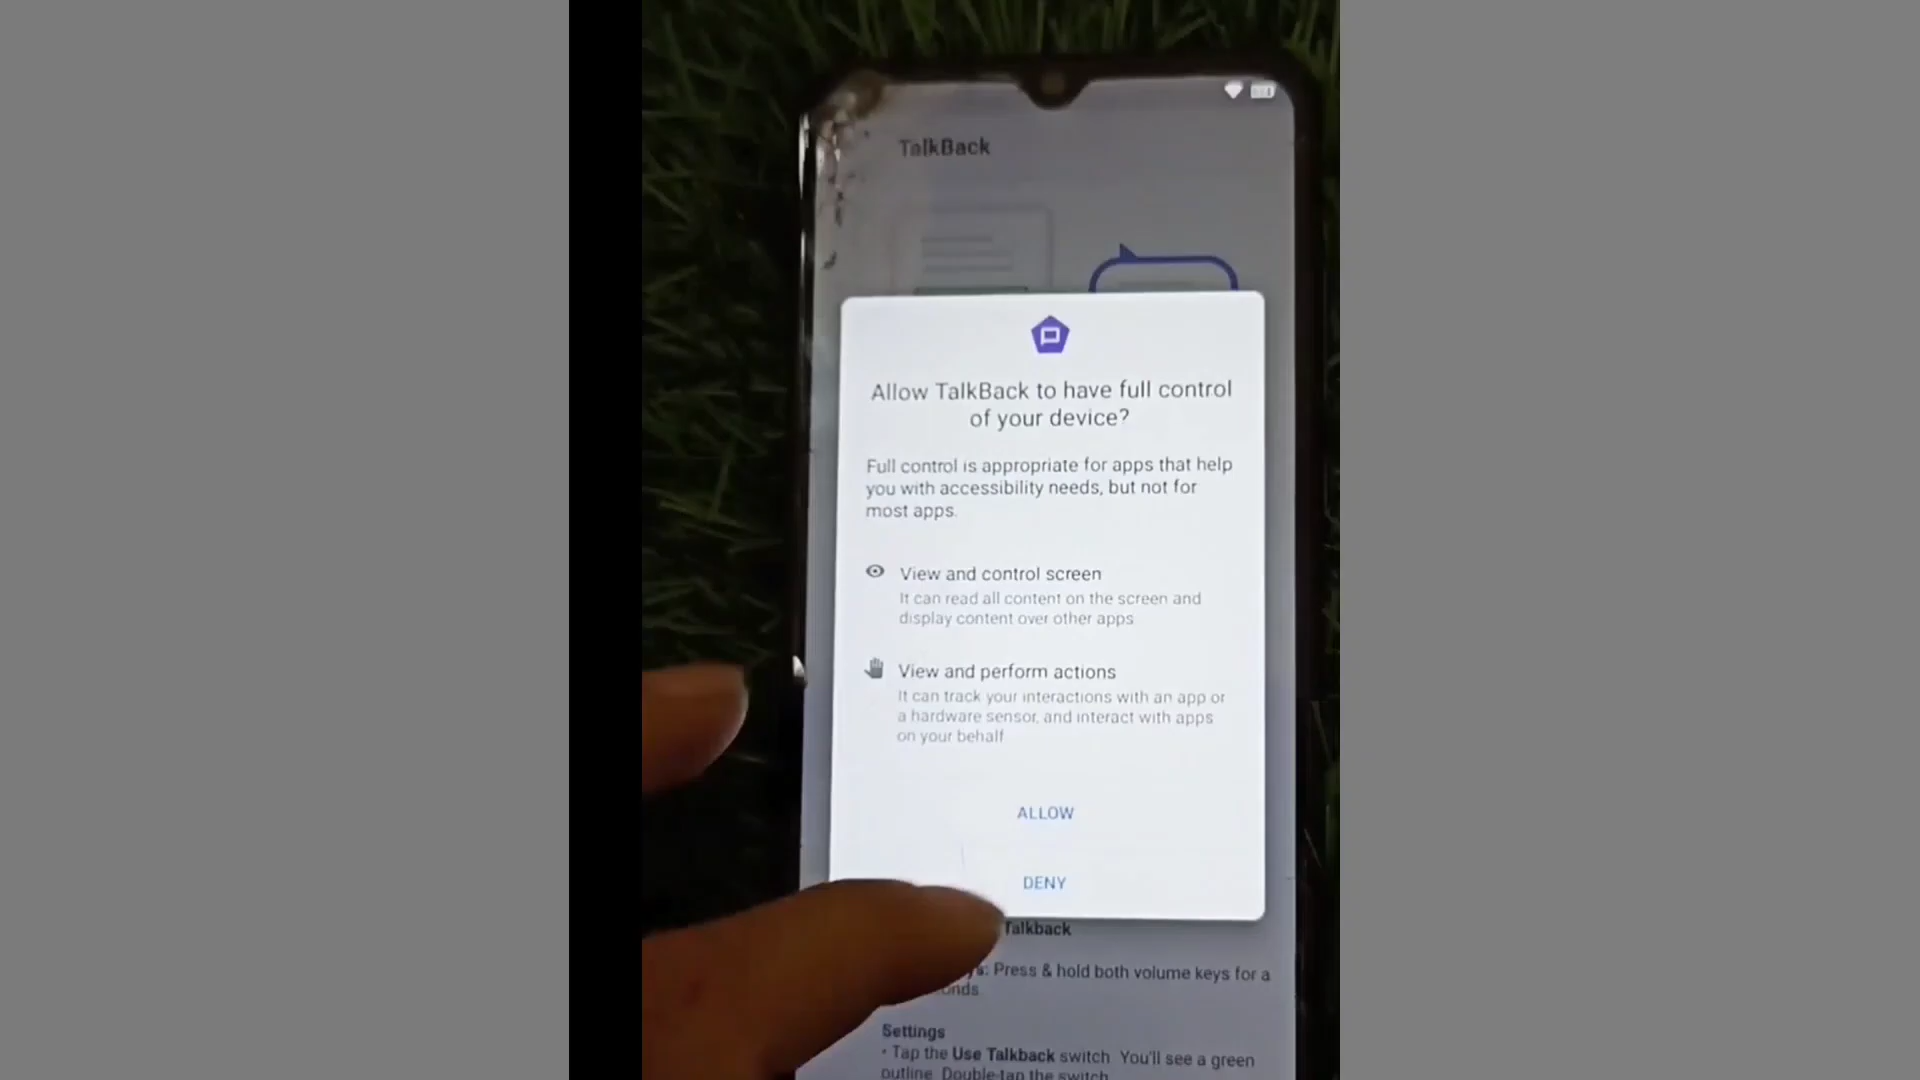 TalkBack
Allow TalkBack to have full control
of your device?
Full control is appropriate for apps that help
you with accessibility needs, but not for
most apps.
View and control screen
It can read all content on the screen and
display content over other apps
View and perform actions
It can track your interactions with an app or
a hardware sensor, and interact with apps
on your behalf
ALLOW
DENY
Talkback
Press & hold both volume keys for a
Settings
• Tap the Use Talkback switch. You'll see a green
outline. Double-tap the switch